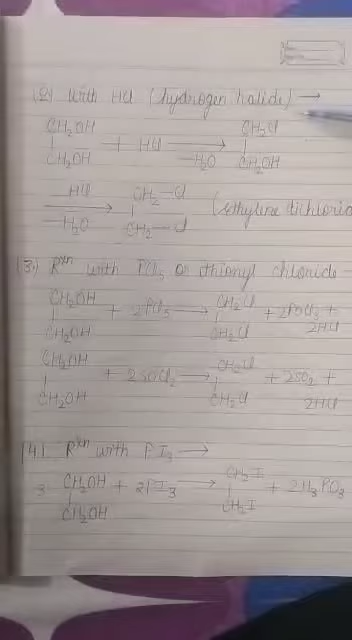 (2) with HCl (hydrogen halide) →
CH2OH CH2Cl
| + HCl → |
CH2OH -H2O CH2OH
HCl CH2-Cl
→ | (ethylene dichloride
-H2O CH2-Cl
(3.) Rxn with PCl5 or thionyl chloride -
CH2OH CH2Cl
| + 2PCl5 → | + 2POCl3 +
CH2OH CH2Cl 2HCl
CH2OH CH2Cl
| + 2SOCl2 → | + 2SO2 +
CH2OH CH2Cl 2HCl
(4) Rxn with PI3 →
3 CH2OH + 2PI3 → CH2I + 2H3PO3
| |
CH2OH CH2I